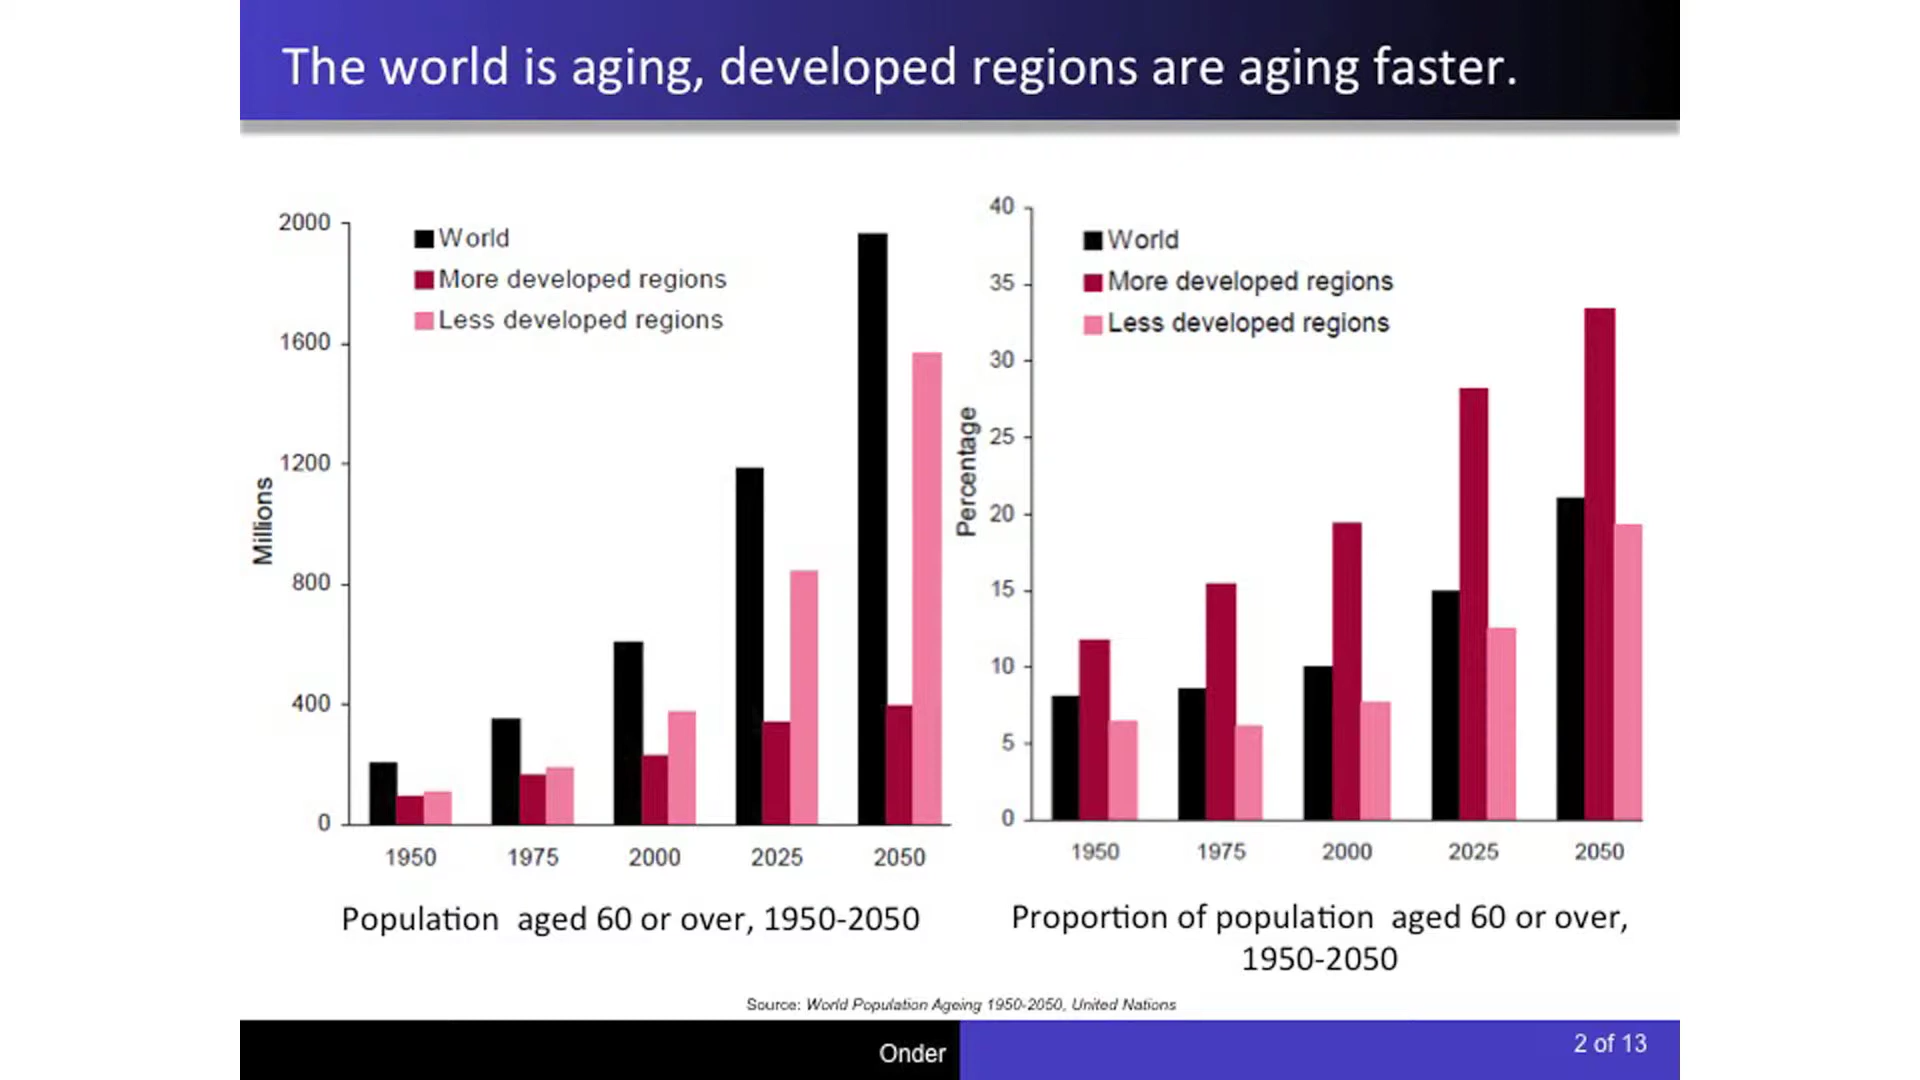 The world is aging, developed regions are aging faster.
World
More developed regions
Less developed regions
2000
1600
1200
800
400
0
Millions
1950 1975 2000 2025 2050
Population aged 60 or over, 1950-2050
World
More developed regions
Less developed regions
40
35
30
25
20
15
10
5
0
Percentage
1950 1975 2000 2025 2050
Proportion of population aged 60 or over,
1950-2050
Source: World Population Ageing 1950-2050, United Nations
Onder
2 of 13